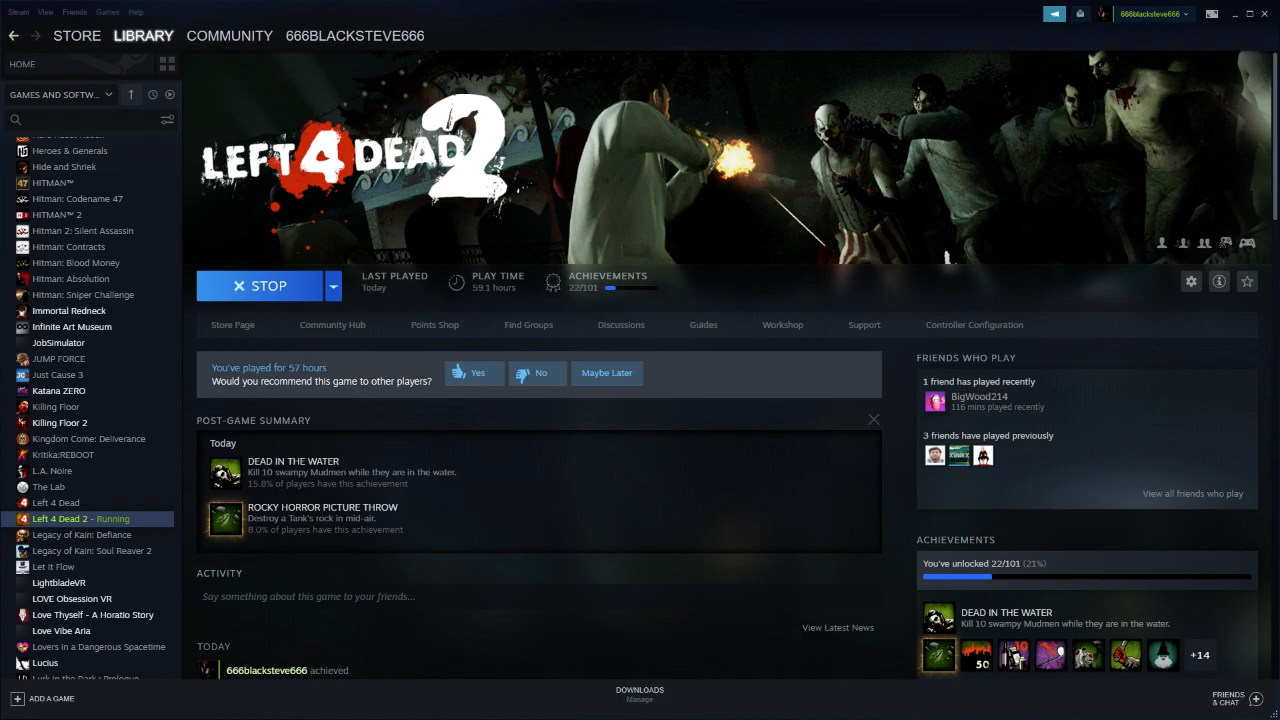 Steam View Friends Games Help
666blacksteve666
STORE LIBRARY COMMUNITY 666BLACKSTEVE666
HOME
GAMES AND SOFTW...
Heroes & Generals
Hide and Shriek
HITMAN™
Hitman: Codename 47
HITMAN™ 2
Hitman 2: Silent Assassin
Hitman: Contracts
Hitman: Blood Money
Hitman: Absolution
Hitman: Sniper Challenge
Immortal Redneck
Infinite Art Museum
JobSimulator
JUMP FORCE
Just Cause 3
Katana ZERO
Killing Floor
Killing Floor 2
Kingdom Come: Deliverance
Kritika:REBOOT
L.A. Noire
The Lab
Left 4 Dead
Left 4 Dead 2 - Running
Legacy of Kain: Defiance
Legacy of Kain: Soul Reaver 2
Let It Flow
LightbladeVR
LOVE Obsession VR
Love Thyself - A Horatio Story
Love Vibe Aria
Lovers in a Dangerous Spacetime
Lucius
ADD A GAME
LEFT 4 DEAD 2
STOP
LAST PLAYED
Today
PLAY TIME
59.1 hours
ACHIEVEMENTS
22/101
Store Page Community Hub Points Shop Find Groups Discussions Guides Workshop Support Controller Configuration
You've played for 57 hours
Would you recommend this game to other players?
Yes No Maybe Later
POST-GAME SUMMARY
Today
DEAD IN THE WATER
Kill 10 swampy Mudmen while they are in the water.
15.8% of players have this achievement
ROCKY HORROR PICTURE THROW
Destroy a Tank's rock in mid-air.
8.0% of players have this achievement
ACTIVITY
Say something about this game to your friends...
View Latest News
TODAY
666blacksteve666 achieved
FRIENDS WHO PLAY
1 friend has played recently
BigWood214
116 mins played recently
3 friends have played previously
View all friends who play
ACHIEVEMENTS
You've unlocked 22/101 (21%)
DEAD IN THE WATER
Kill 10 swampy Mudmen while they are in the water.
50
+14
DOWNLOADS
Manage
FRIENDS
& CHAT